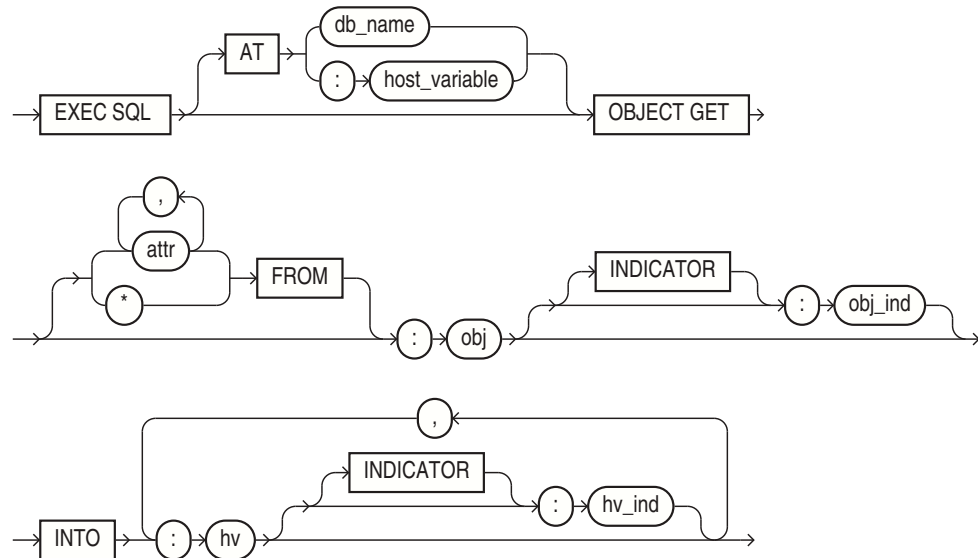 db_name
AT
: host_variable
EXEC SQL OBJECT GET
,
attr
* FROM INDICATOR
: obj : obj_ind
,
INDICATOR
INTO : hv : hv_ind